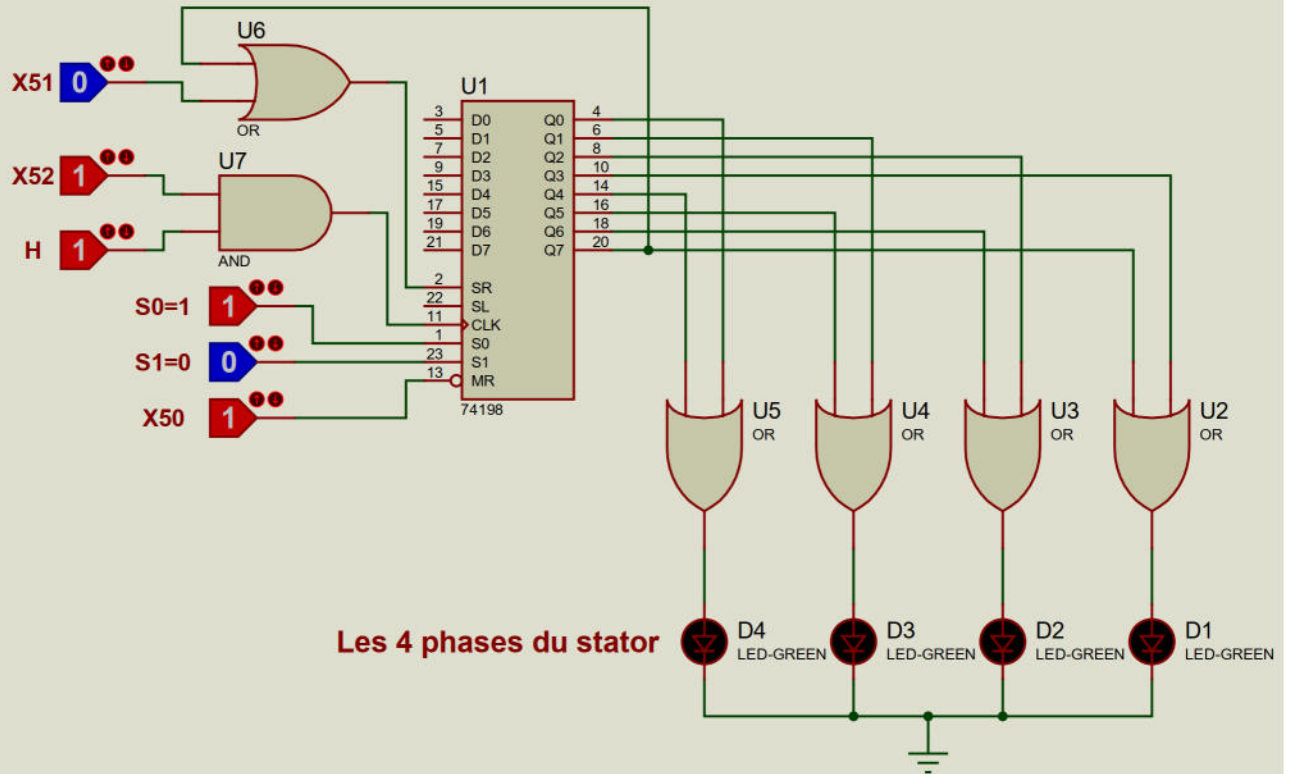 U6
X51 0
OR
U1
X52 1
U7
H 1
AND
S0=1 1
S1=0 0
X50 1
3 D0 Q0 4
5 D1 Q1 6
7 D2 Q2 8
9 D3 Q3 10
15 D4 Q4 14
17 D5 Q5 16
19 D6 Q6 18
21 D7 Q7 20
2 SR
22 SL
11 CLK
1 S0
23 S1
13 MR
74198
U5
OR
U4
OR
U3
OR
U2
OR
Les 4 phases du stator
D4
LED-GREEN
D3
LED-GREEN
D2
LED-GREEN
D1
LED-GREEN